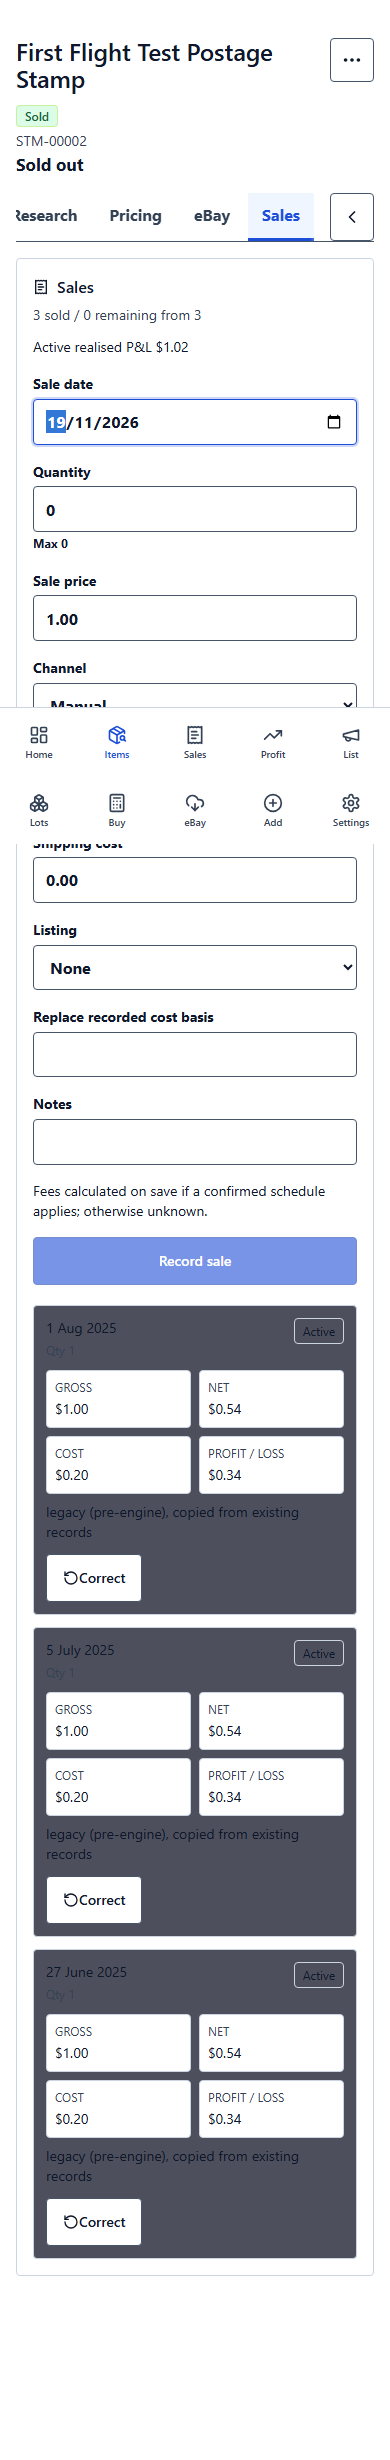 First Flight Test Postage
Stamp
Sold
STM-00002
Sold out
Research Pricing eBay Sales
Sales
3 sold / 0 remaining from 3
Active realised P&L $1.02
Sale date
19/11/2026
Quantity
0
Max 0
Sale price
1.00
Channel
Manual
Home Items Sales Profit List
Lots Buy eBay Add Settings
Shipping cost
0.00
Listing
None
Replace recorded cost basis
Notes
Fees calculated on save if a confirmed schedule
applies; otherwise unknown.
Record sale
1 Aug 2025 Active
Qty 1
GROSS NET
$1.00 $0.54
COST PROFIT / LOSS
$0.20 $0.34
legacy (pre-engine), copied from existing
records
Correct
5 July 2025 Active
Qty 1
GROSS NET
$1.00 $0.54
COST PROFIT / LOSS
$0.20 $0.34
legacy (pre-engine), copied from existing
records
Correct
27 June 2025 Active
Qty 1
GROSS NET
$1.00 $0.54
COST PROFIT / LOSS
$0.20 $0.34
legacy (pre-engine), copied from existing
records
Correct